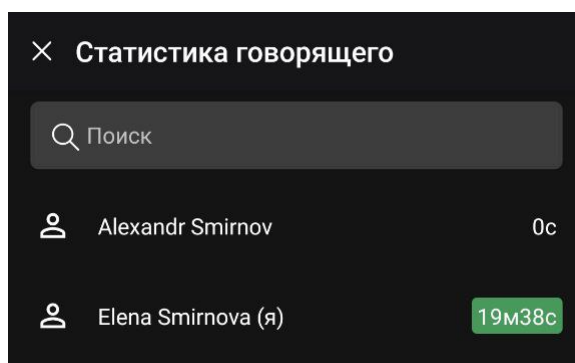 Статистика говорящего
Поиск
Alexandr Smirnov 0с
Elena Smirnova (я) 19м38с